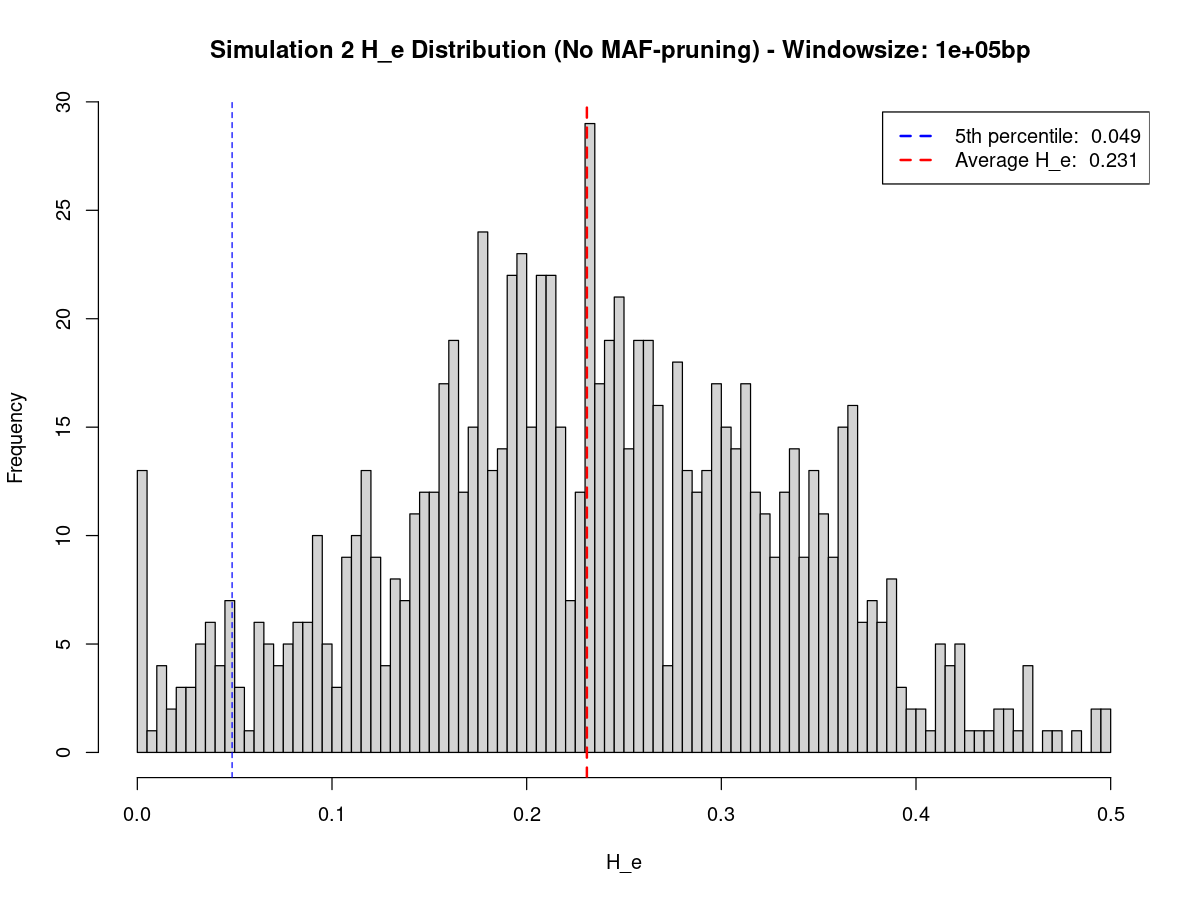 Simulation 2 H_e Distribution (No MAF-pruning) - Windowsize: 1e+05bp
5th percentile:  0.049
Average H_e:  0.231
Frequency
30
25
20
15
10
5
0
0.0 0.1 0.2 0.3 0.4 0.5
H_e